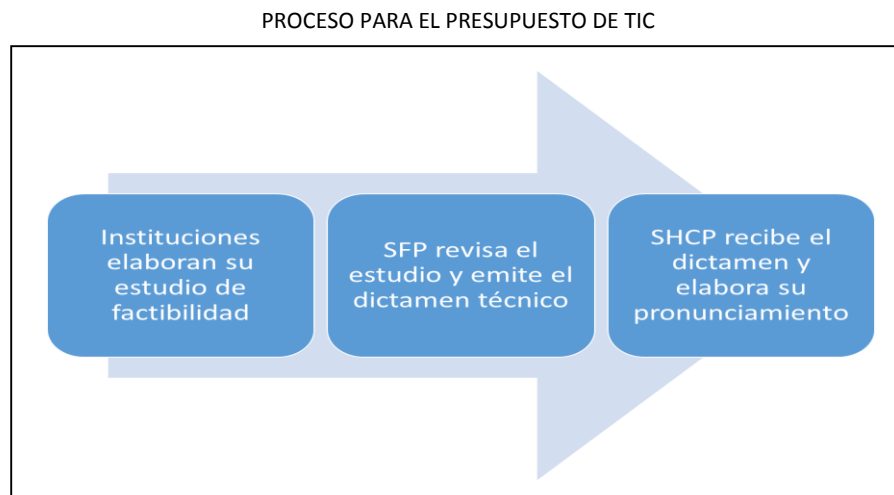 PROCESO PARA EL PRESUPUESTO DE TIC
Instituciones
elaboran su
estudio de
factibilidad
SFP revisa el
estudio y emite el
dictamen técnico
SHCP recibe el
dictamen y
elabora su
pronunciamiento